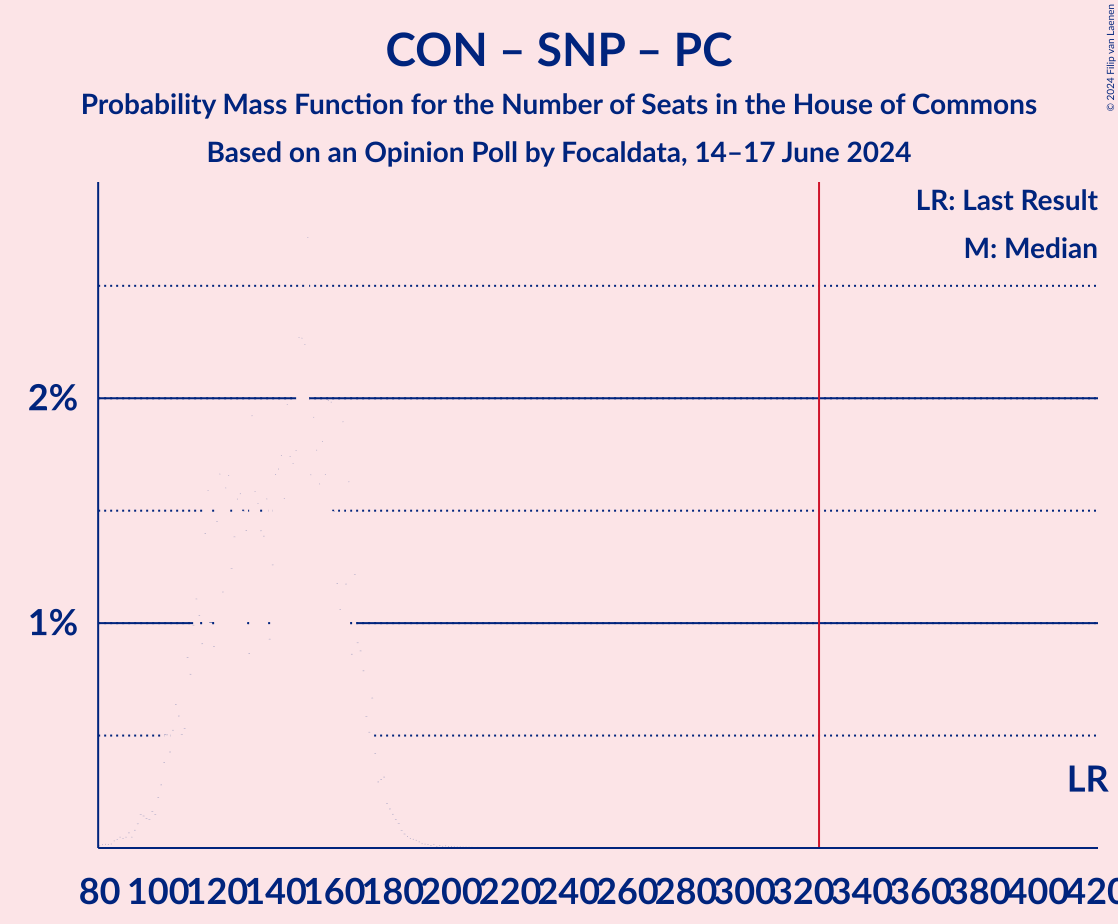 CON – SNP – PC
Probability Mass Function for the Number of Seats in the House of Commons
Based on an Opinion Poll by Focaldata, 14–17 June 2024
© 2024 Filip van Laenen
LR: Last Result
M: Median
2%
1%
LR
80 100 120 140 160 180 200 220 240 260 280 300 320 340 360 380 400 420